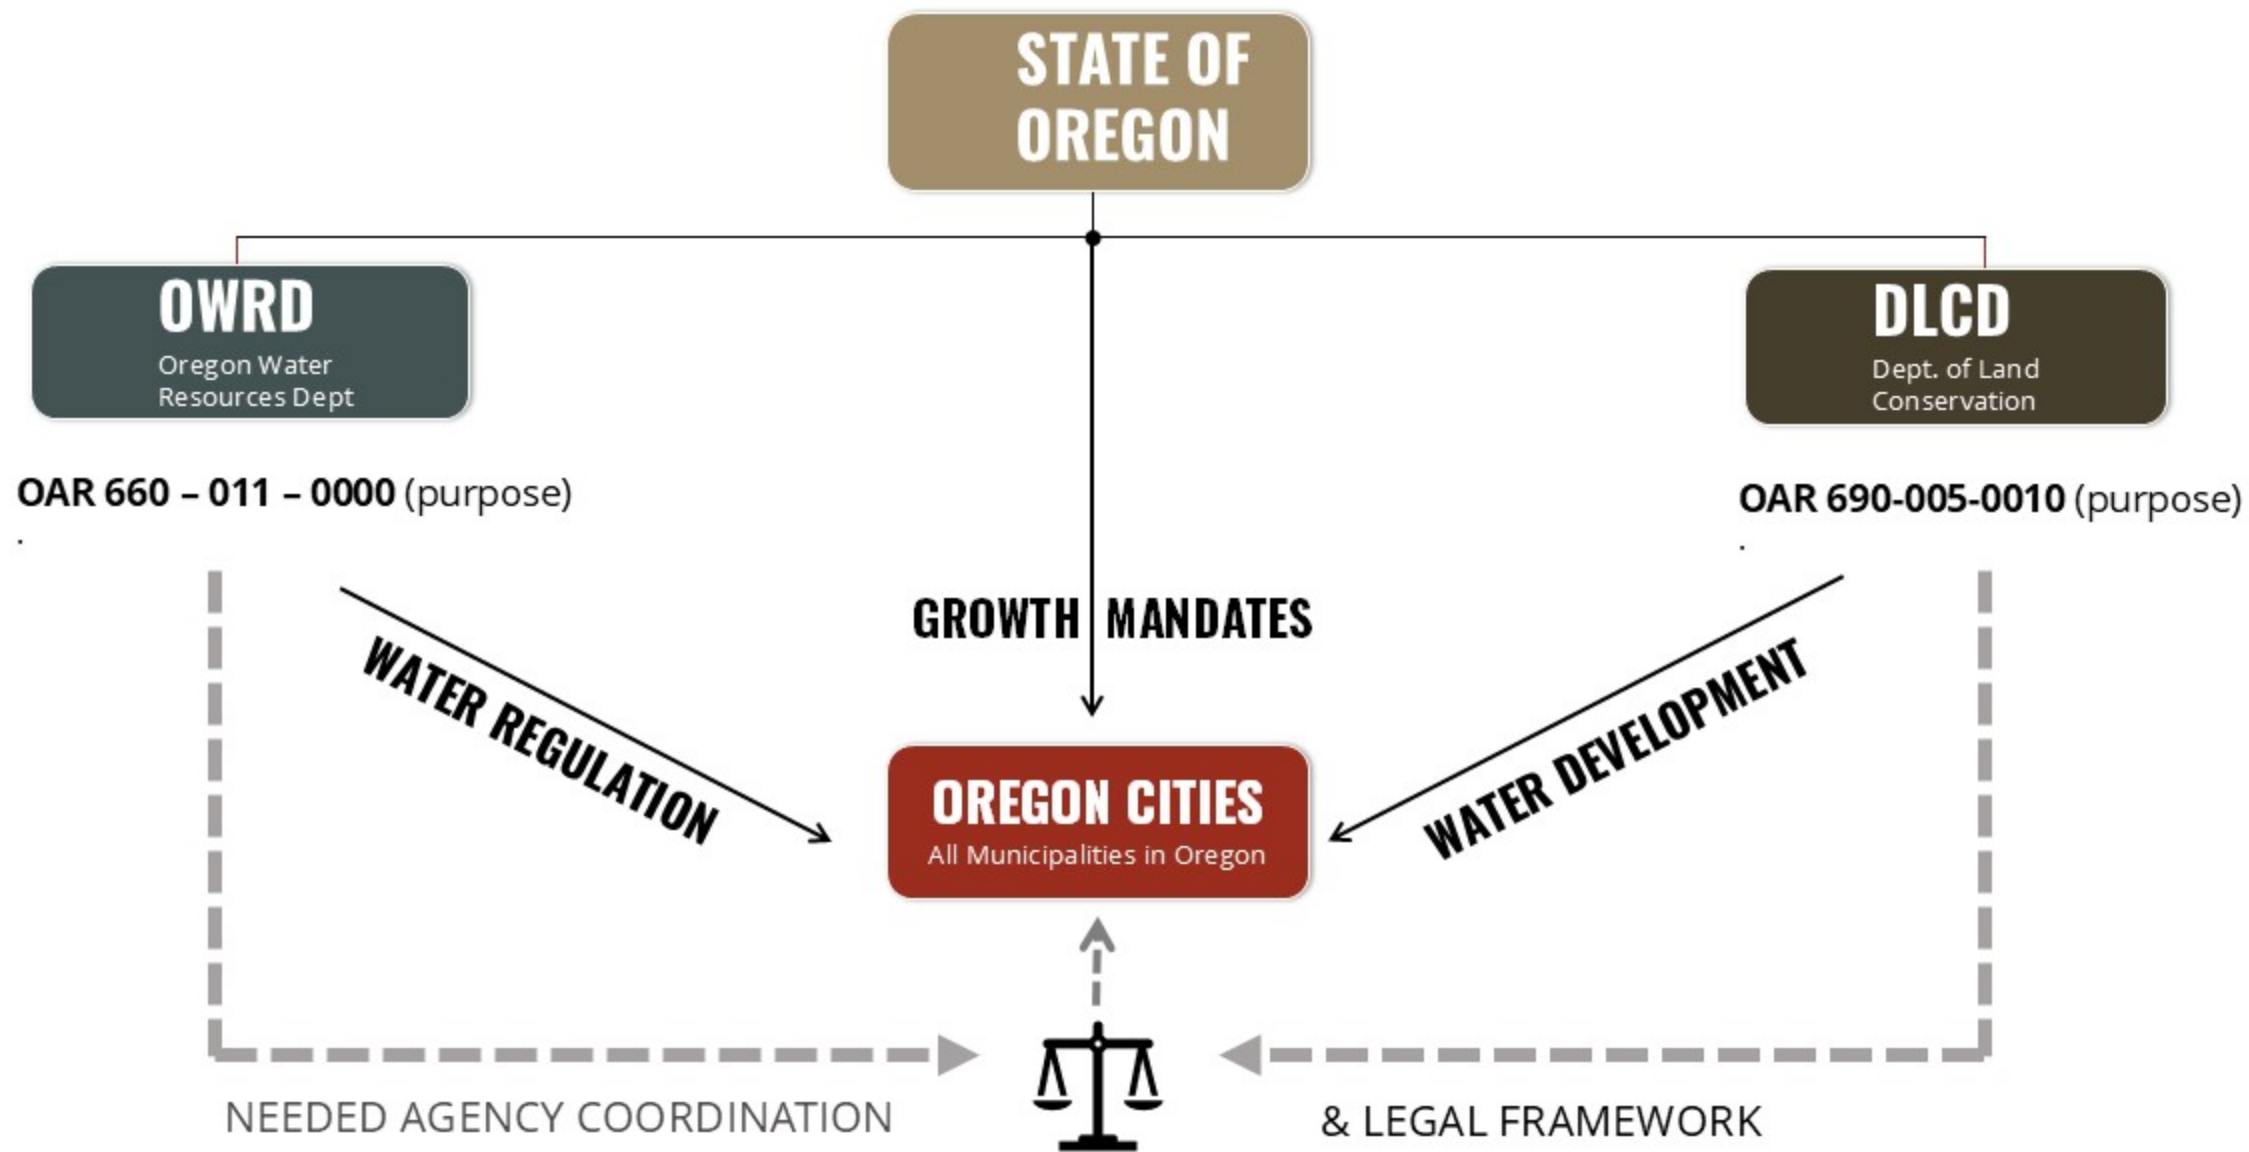 STATE OF
OREGON
OWRD
Oregon Water
Resources Dept
DLCD
Dept. of Land
Conservation
OAR 660 – 011 – 0000 (purpose)
.
OAR 690-005-0010 (purpose)
.
GROWTH MANDATES
WATER REGULATION
WATER DEVELOPMENT
OREGON CITIES
All Municipalities in Oregon
NEEDED AGENCY COORDINATION
& LEGAL FRAMEWORK